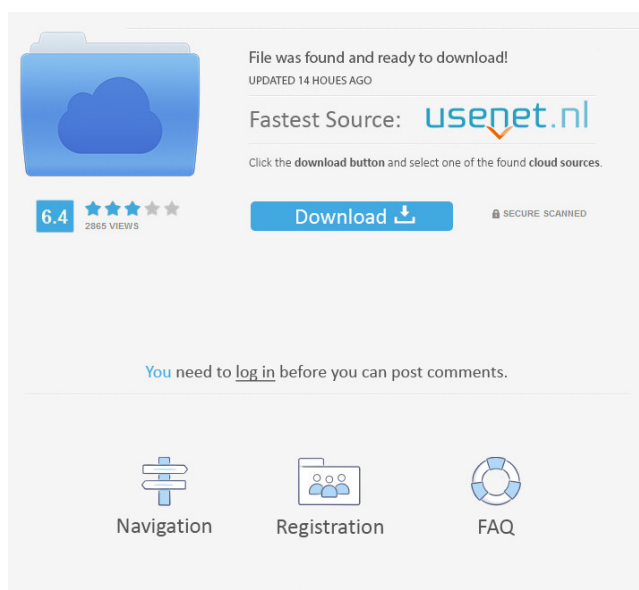 File was found and ready to download!
UPDATED 14 HOUES AGO
Fastest Source: usenet.nl
Click the download button and select one of the found cloud sources.
6.4
2865 VIEWS
Download
SECURE SCANNED
You need to log in before you can post comments.
Navigation
Registration
FAQ